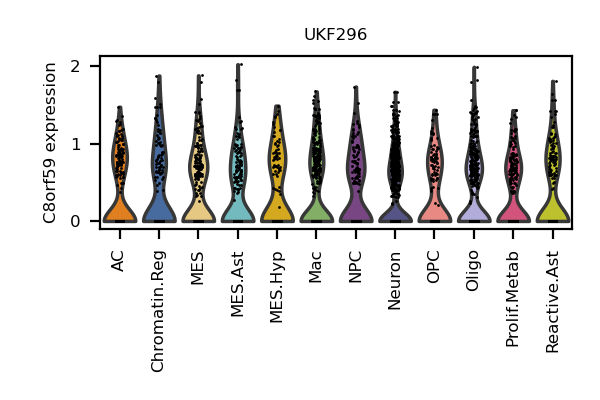 UKF296
C8orf59 expression
2
1
0
AC
Chromatin.Reg
MES
MES.Ast
MES.Hyp
Mac
NPC
Neuron
OPC
Oligo
Prolif.Metab
Reactive.Ast